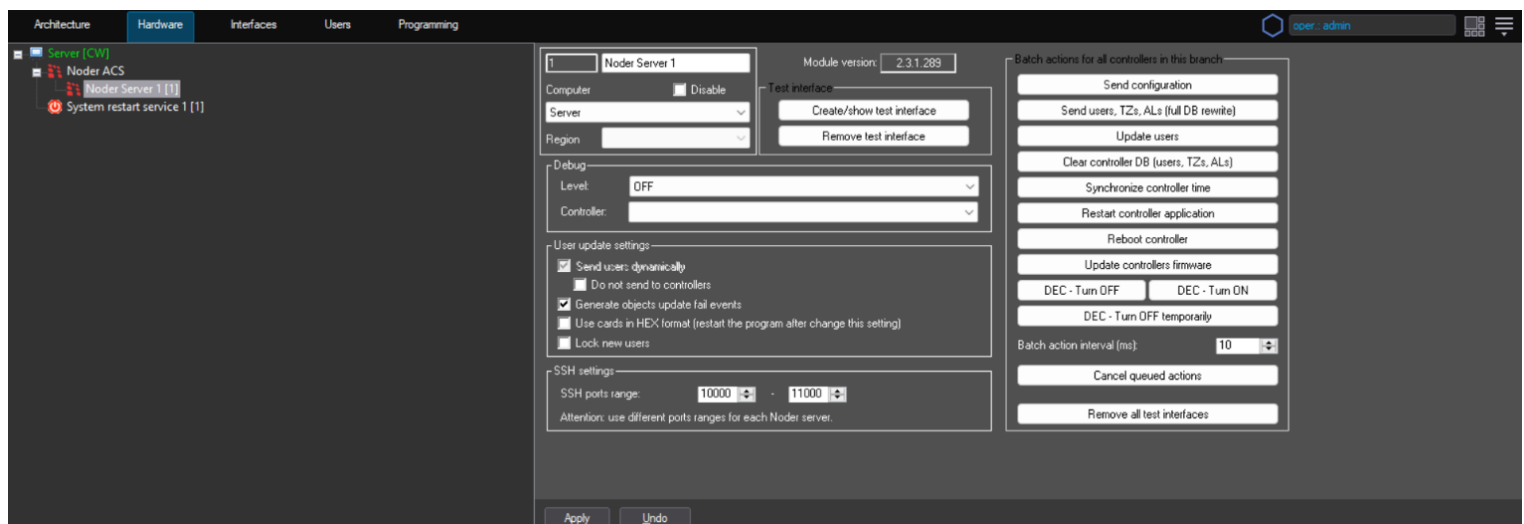 Architecture Hardware Interfaces Users Programming oper.: admin
Server [CW]
Noder ACS
Noder Server 1 [1]
System restart service 1 [1]
1 Noder Server 1
Computer Disable
Server
Region
Module version: 2.3.1.289
Test interface
Create/show test interface
Remove test interface
Debug
Level: OFF
Controller:
User update settings
Send users dynamically
Do not send to controllers
Generate objects update fail events
Use cards in HEX format (restart the program after change this setting)
Lock new users
SSH settings
SSH ports range: 10000 - 11000
Attention: use different ports ranges for each Noder server.
Batch actions for all controllers in this branch
Send configuration
Send users, TZs, ALs (full DB rewrite)
Update users
Clear controller DB (users, TZs, ALs)
Synchronize controller time
Restart controller application
Reboot controller
Update controllers firmware
DEC - Turn OFF DEC - Turn ON
DEC - Turn OFF temporarily
Batch action interval (ms): 10
Cancel queued actions
Remove all test interfaces
Apply Undo